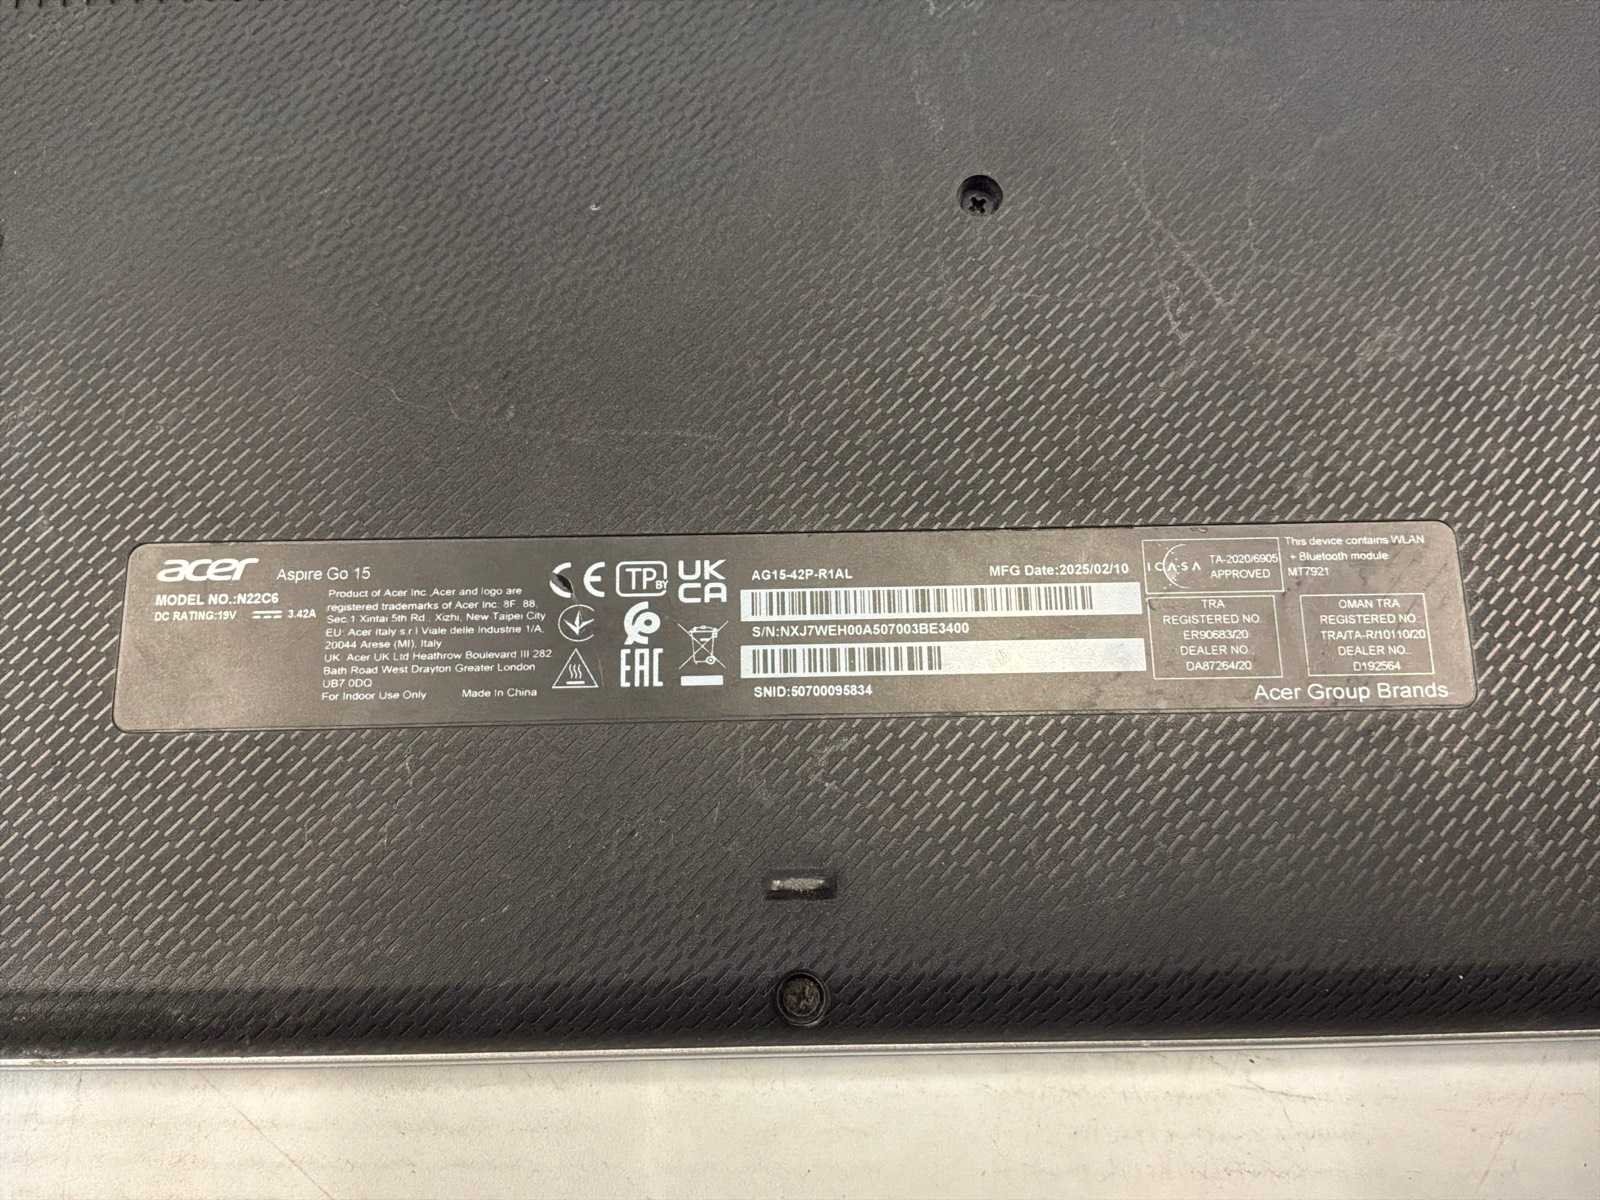 acer Aspire Go 15
MODEL NO.:N22C6
DC RATING:19V 3.42A
Product of Acer Inc .Acer and logo are
registered trademarks of Acer Inc: 8F, 88,
Sec.1 Xintai 5th Rd., Xizhi, New Taipei City
EU: Acer Italy s.r.l Viale delle Industrie 1/A,
20044 Arese (MI), Italy
UK: Acer UK Ltd Heathrow Boulevard III 282
Bath Road West Drayton Greater London
UB7 0DQ
For Indoor Use Only Made In China
CE TP BY UK CA
EAC
AG15-42P-R1AL MFG Date:2025/02/10
S/N:NXJ7WEH00A507003BE3400
SNID:50700095834
ICASA TA-2020/6905
APPROVED
This device contains WLAN
+ Bluetooth module
MT7921
TRA
REGISTERED NO.
ER90683/20
DEALER NO.
DA87264/20
OMAN TRA
REGISTERED NO.
TRA/TA-R/10110/20
DEALER NO.
D192564
Acer Group Brands